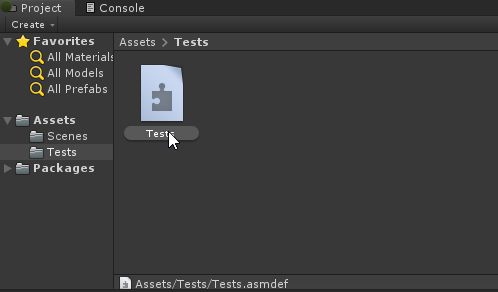 Project
Console
Create
Favorites
All Materials
All Models
All Prefabs
Assets
Scenes
Tests
Packages
Assets > Tests
Tests
Assets/Tests/Tests.asmdef